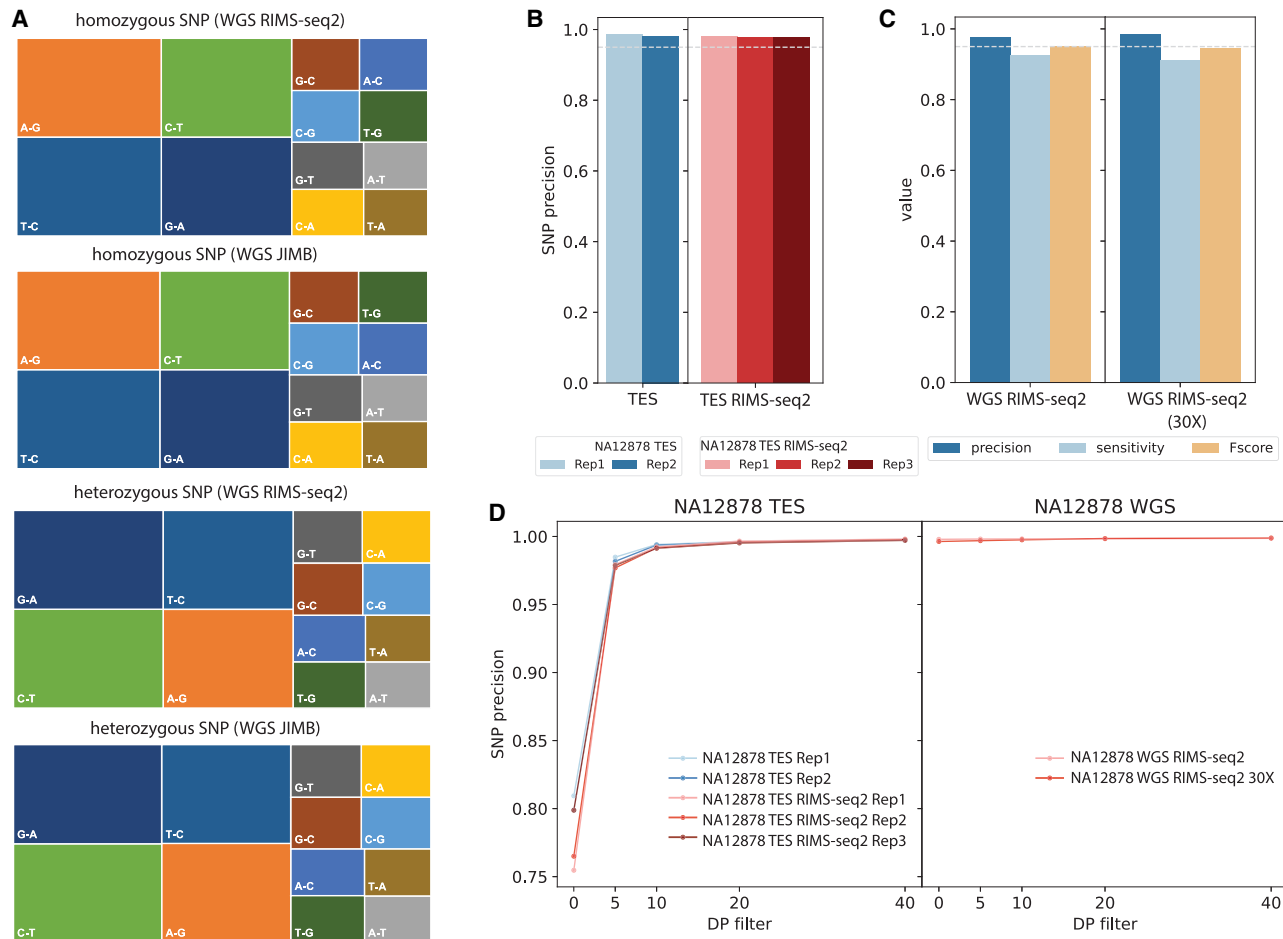 A
homozygous SNP (WGS RIMS-seq2)
A-G
C-T
G-C
A-C
C-G
T-G
T-C
G-A
G-T
A-T
C-A
T-A
homozygous SNP (WGS JIMB)
A-G
C-T
G-C
T-G
C-G
A-C
T-C
G-A
G-T
A-T
C-A
T-A
heterozygous SNP (WGS RIMS-seq2)
G-A
T-C
G-T
C-A
G-C
C-G
C-T
A-G
A-C
T-A
T-G
A-T
heterozygous SNP (WGS JIMB)
G-A
T-C
G-T
C-A
G-C
C-G
C-T
A-G
A-C
T-A
T-G
A-T
B
SNP precision
1.0
0.8
0.6
0.4
0.2
0.0
TES
TES RIMS-seq2
NA12878 TES
Rep1
Rep2
NA12878 TES RIMS-seq2
Rep1
Rep2
Rep3
C
value
1.0
0.8
0.6
0.4
0.2
0.0
WGS RIMS-seq2
WGS RIMS-seq2
(30X)
precision
sensitivity
Fscore
D
NA12878 TES
NA12878 WGS
SNP precision
1.00
0.95
0.90
0.85
0.80
0.75
NA12878 TES Rep1
NA12878 TES Rep2
NA12878 TES RIMS-seq2 Rep1
NA12878 TES RIMS-seq2 Rep2
NA12878 TES RIMS-seq2 Rep3
0
5
10
20
40
DP filter
NA12878 WGS RIMS-seq2
NA12878 WGS RIMS-seq2 30X
0
5
10
20
40
DP filter